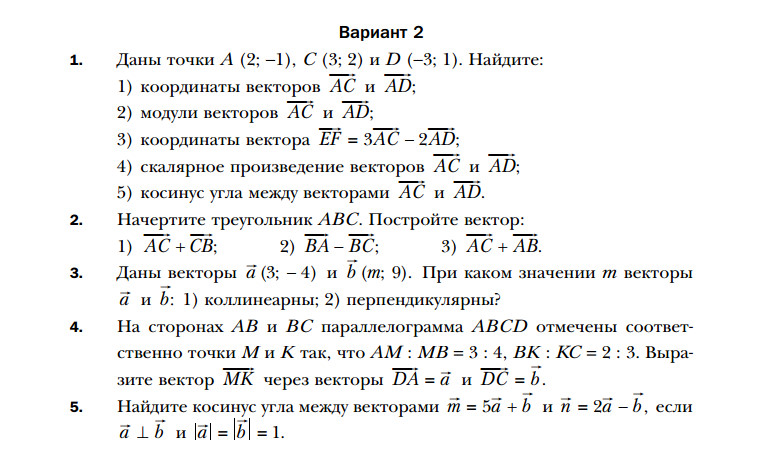 Вариант 2
1. Даны точки A (2; –1), C (3; 2) и D (–3; 1). Найдите:
1) координаты векторов $\overrightarrow{AC}$ и $\overrightarrow{AD}$;
2) модули векторов $\overrightarrow{AC}$ и $\overrightarrow{AD}$;
3) координаты вектора $\overrightarrow{EF}$ = 3$\overrightarrow{AC}$ – 2$\overrightarrow{AD}$;
4) скалярное произведение векторов $\overrightarrow{AC}$ и $\overrightarrow{AD}$;
5) косинус угла между векторами $\overrightarrow{AC}$ и $\overrightarrow{AD}$.
2. Начертите треугольник ABC. Постройте вектор:
1) $\overrightarrow{AC}$ + $\overrightarrow{CB}$; 2) $\overrightarrow{BA}$ – $\overrightarrow{BC}$; 3) $\overrightarrow{AC}$ + $\overrightarrow{AB}$.
3. Даны векторы $\vec{a}$ (3; – 4) и $\vec{b}$ (m; 9). При каком значении m векторы
$\vec{a}$ и $\vec{b}$: 1) коллинеарны; 2) перпендикулярны?
4. На сторонах AB и BC параллелограмма ABCD отмечены соответ-
ственно точки M и K так, что AM : MB = 3 : 4, BK : KC = 2 : 3. Выра-
зите вектор $\overrightarrow{MK}$ через векторы $\overrightarrow{DA}$ = $\vec{a}$ и $\overrightarrow{DC}$ = $\vec{b}$.
5. Найдите косинус угла между векторами $\vec{m}$ = 5$\vec{a}$ + $\vec{b}$ и $\vec{n}$ = 2$\vec{a}$ – $\vec{b}$, если
$\vec{a}$ ⊥ $\vec{b}$ и |$\vec{a}$| = |$\vec{b}$| = 1.